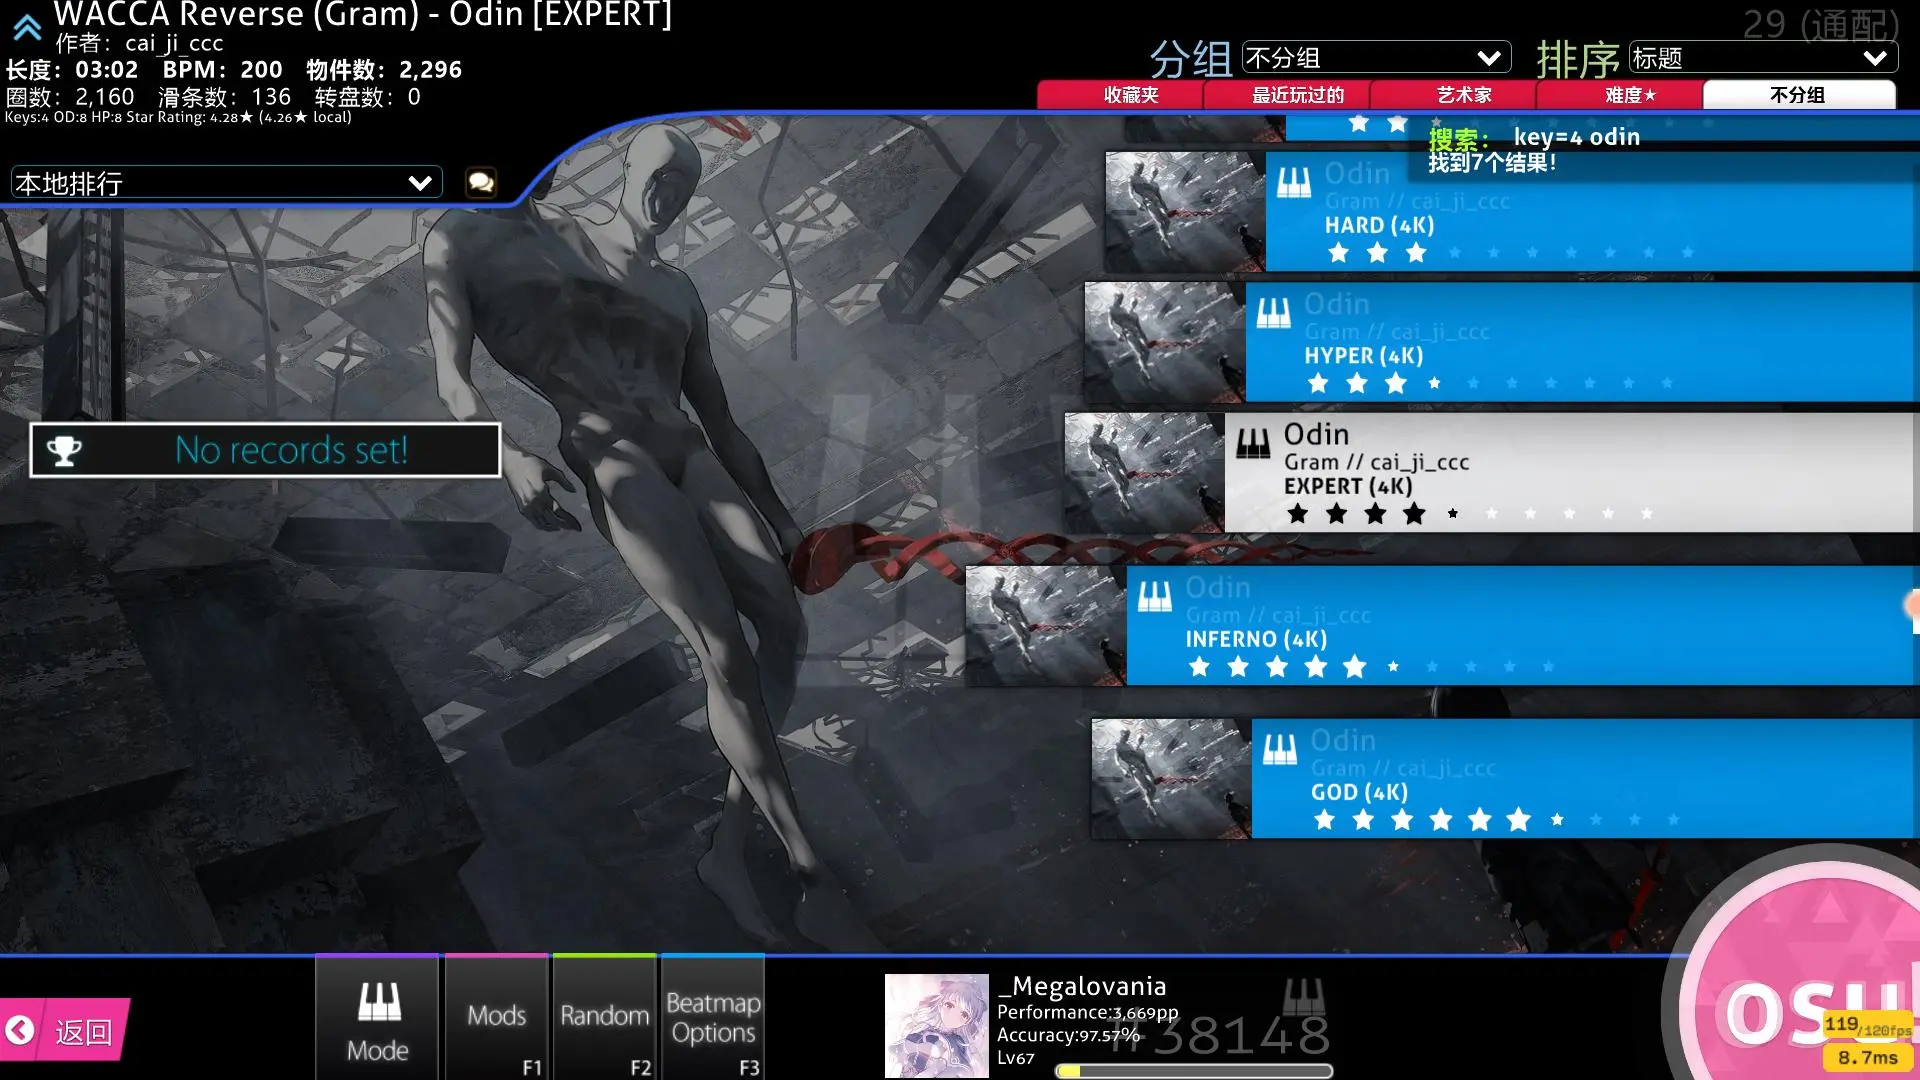 WACCA Reverse (Gram) - Odin [EXPERT]
作者：cai_ji_ccc
长度：03:02 BPM：200 物件数：2,296
圈数：2,160 滑条数：136 转盘数：0
Keys:4 OD:8 HP:8 Star Rating: 4.28★ (4.26★ local)
29 (通配)
分组 不分组 排序 标题
收藏夹 最近玩过的 艺术家 难度★ 不分组
搜索： key=4 odin
找到7个结果!
本地排行
No records set!
Odin
Gram // cai_ji_ccc
HARD (4K)
Odin
Gram // cai_ji_ccc
HYPER (4K)
Odin
Gram // cai_ji_ccc
EXPERT (4K)
Odin
Gram // cai_ji_ccc
INFERNO (4K)
Odin
Gram // cai_ji_ccc
GOD (4K)
返回
Mode
Mods
F1
Random
F2
Beatmap
Options
F3
_Megalovania
Performance:3,669pp
Accuracy:97.57%
Lv67
#38148
osu
119/120fps
8.7ms